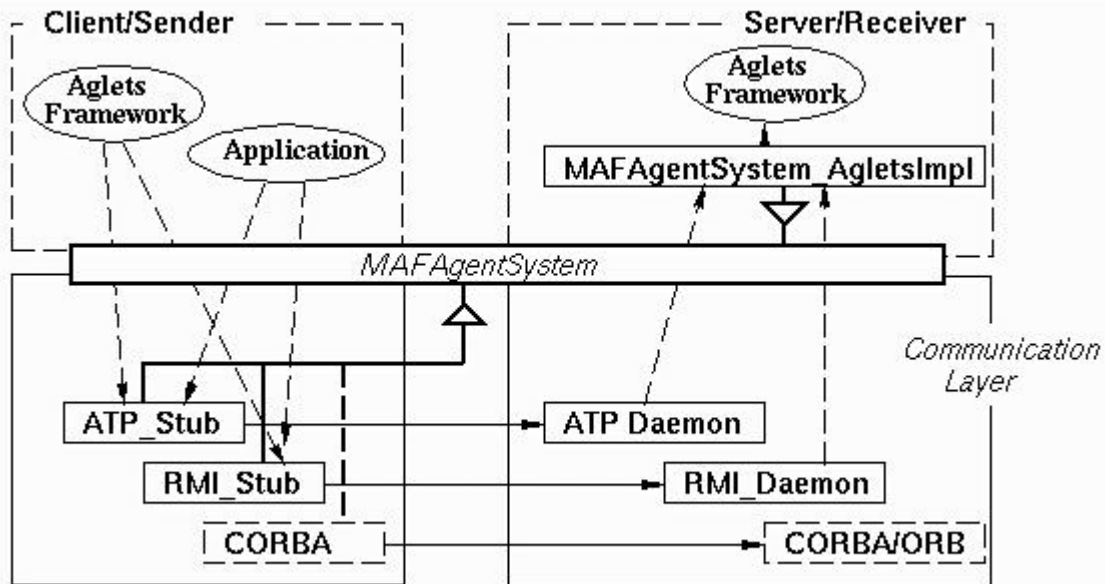 Client/Sender
Server/Receiver
Aglets
Framework
Application
Aglets
Framework
MAFAgentSystem_AgletsImpl
MAFAgentSystem
Communication
Layer
ATP_Stub
ATP Daemon
RMI_Stub
RMI_Daemon
CORBA
CORBA/ORB